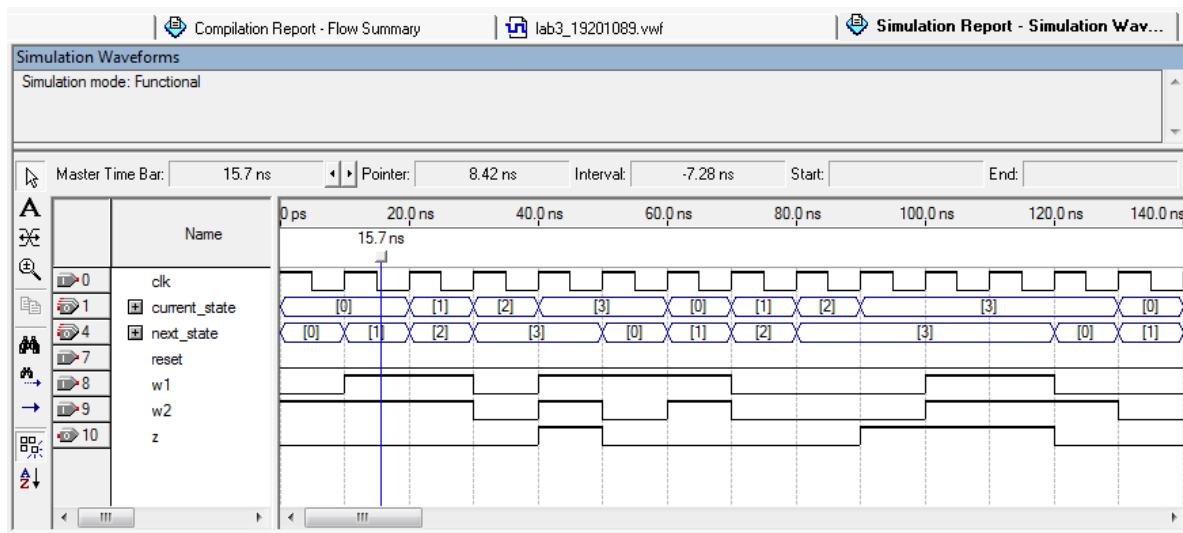 Compilation Report - Flow Summary lab3_19201089.vwf Simulation Report - Simulation Wav...
Simulation Waveforms
Simulation mode: Functional
Master Time Bar: 15.7 ns Pointer: 8.42 ns Interval: -7.28 ns Start: End:
Name 0 ps 20.0 ns 40.0 ns 60.0 ns 80.0 ns 100.0 ns 120.0 ns 140.0 ns
15.7 ns
0 clk
1 current_state [0] [1] [2] [3] [0] [1] [2] [3] [0]
4 next_state [0] [1] [2] [3] [0] [1] [2] [3] [0] [1]
7 reset
8 w1
9 w2
10 z